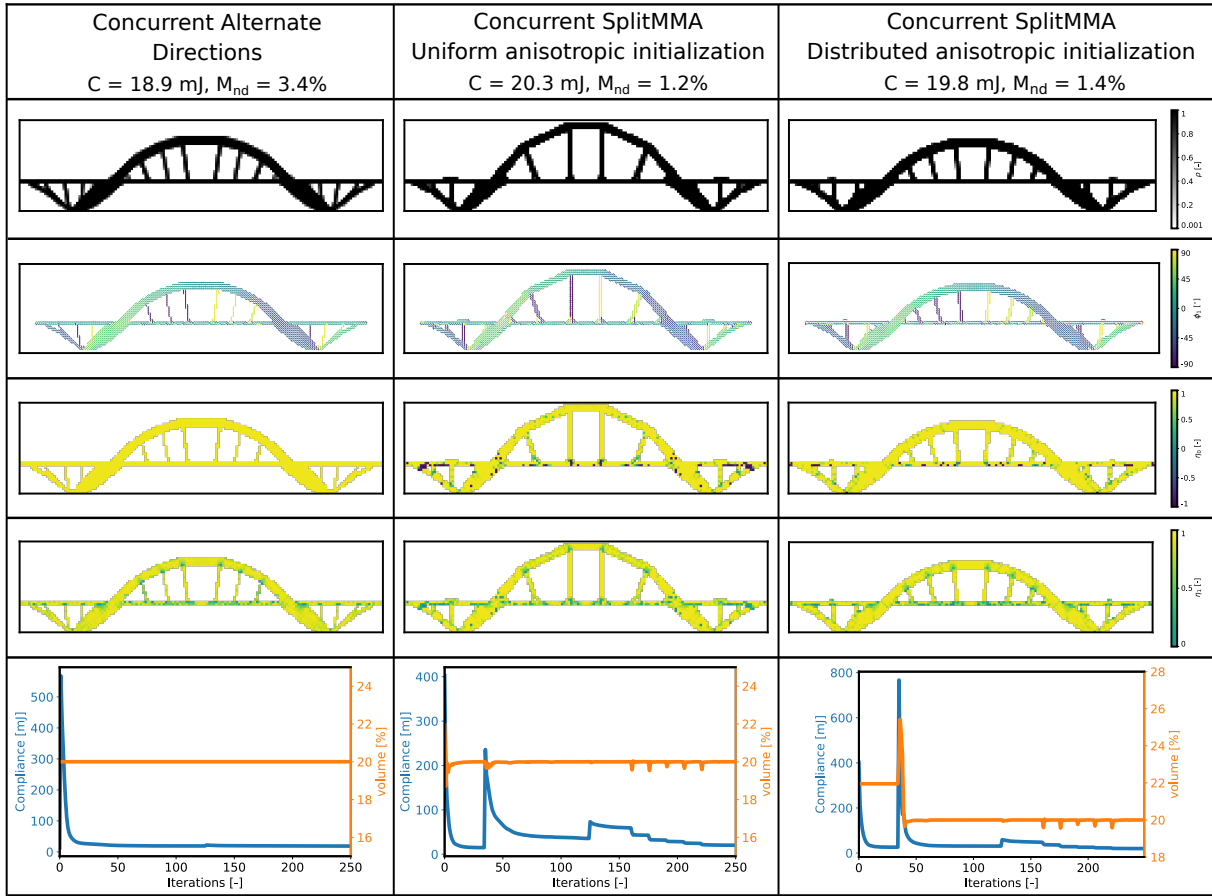 Concurrent Alternate
Directions
C = 18.9 mJ, Mnd = 3.4%
Concurrent SplitMMA
Uniform anisotropic initialization
C = 20.3 mJ, Mnd = 1.2%
Concurrent SplitMMA
Distributed anisotropic initialization
C = 19.8 mJ, Mnd = 1.4%
1
0.8
0.6
0.4
0.2
0.001
ρ [-]
90
45
0
-45
-90
ϕ1 [°]
1
0.5
0
-0.5
-1
η0 [-]
1
0.5
0
η1 [-]
Compliance [mJ]
500
400
300
200
100
0
24
22
20
18
16
volume [%]
0 50 100 150 200 250
Iterations [-]
Compliance [mJ]
400
300
200
100
0
24
22
20
18
16
volume [%]
0 50 100 150 200 250
Iterations [-]
Compliance [mJ]
800
600
400
200
0
28
26
24
22
20
18
volume [%]
0 50 100 150 200
Iterations [-]